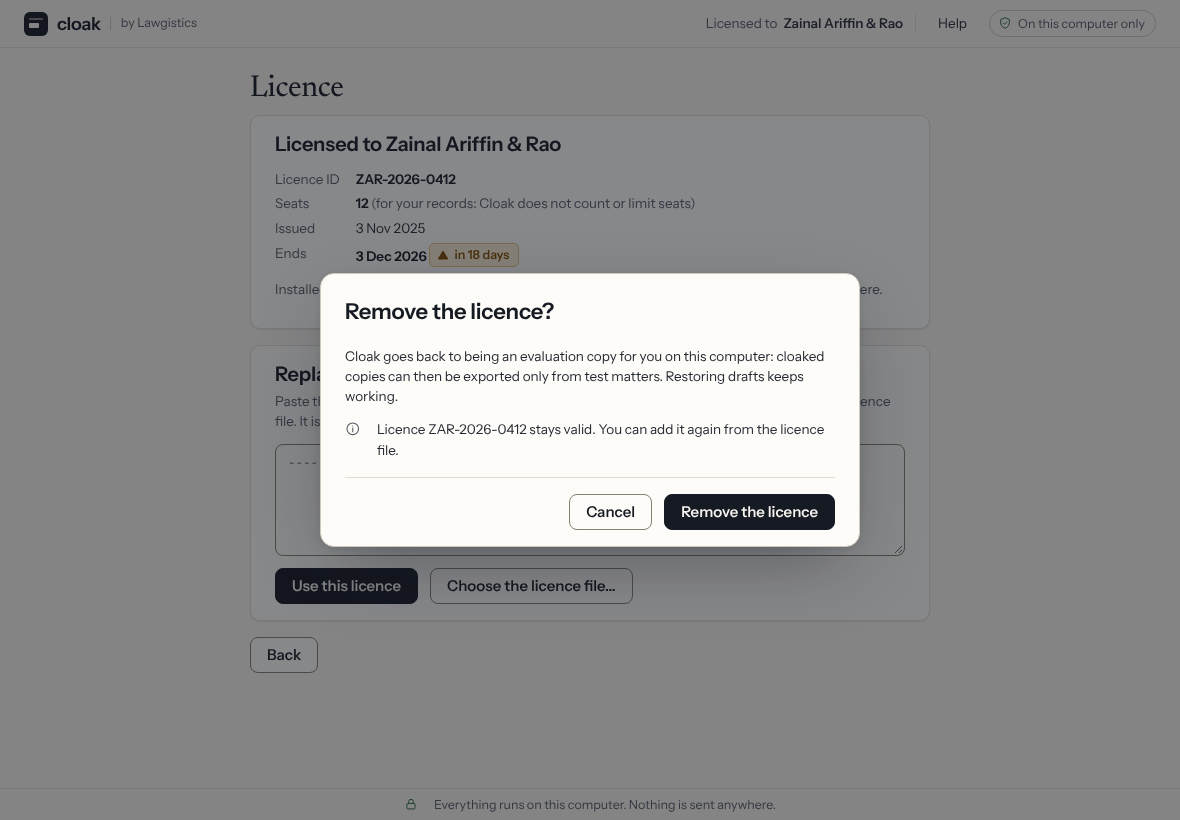 cloak by Lawgistics
Licensed to Zainal Ariffin & Rao
Help
On this computer only
Licence
Licensed to Zainal Ariffin & Rao
Licence ID ZAR-2026-0412
Seats 12 (for your records: Cloak does not count or limit seats)
Issued 3 Nov 2025
Ends 3 Dec 2026 in 18 days
Remove the licence?
Cloak goes back to being an evaluation copy for you on this computer: cloaked
copies can then be exported only from test matters. Restoring drafts keeps
working.
Licence ZAR-2026-0412 stays valid. You can add it again from the licence
file.
Cancel
Remove the licence
file. It is
Use this licence
Choose the licence file...
Back
Everything runs on this computer. Nothing is sent anywhere.